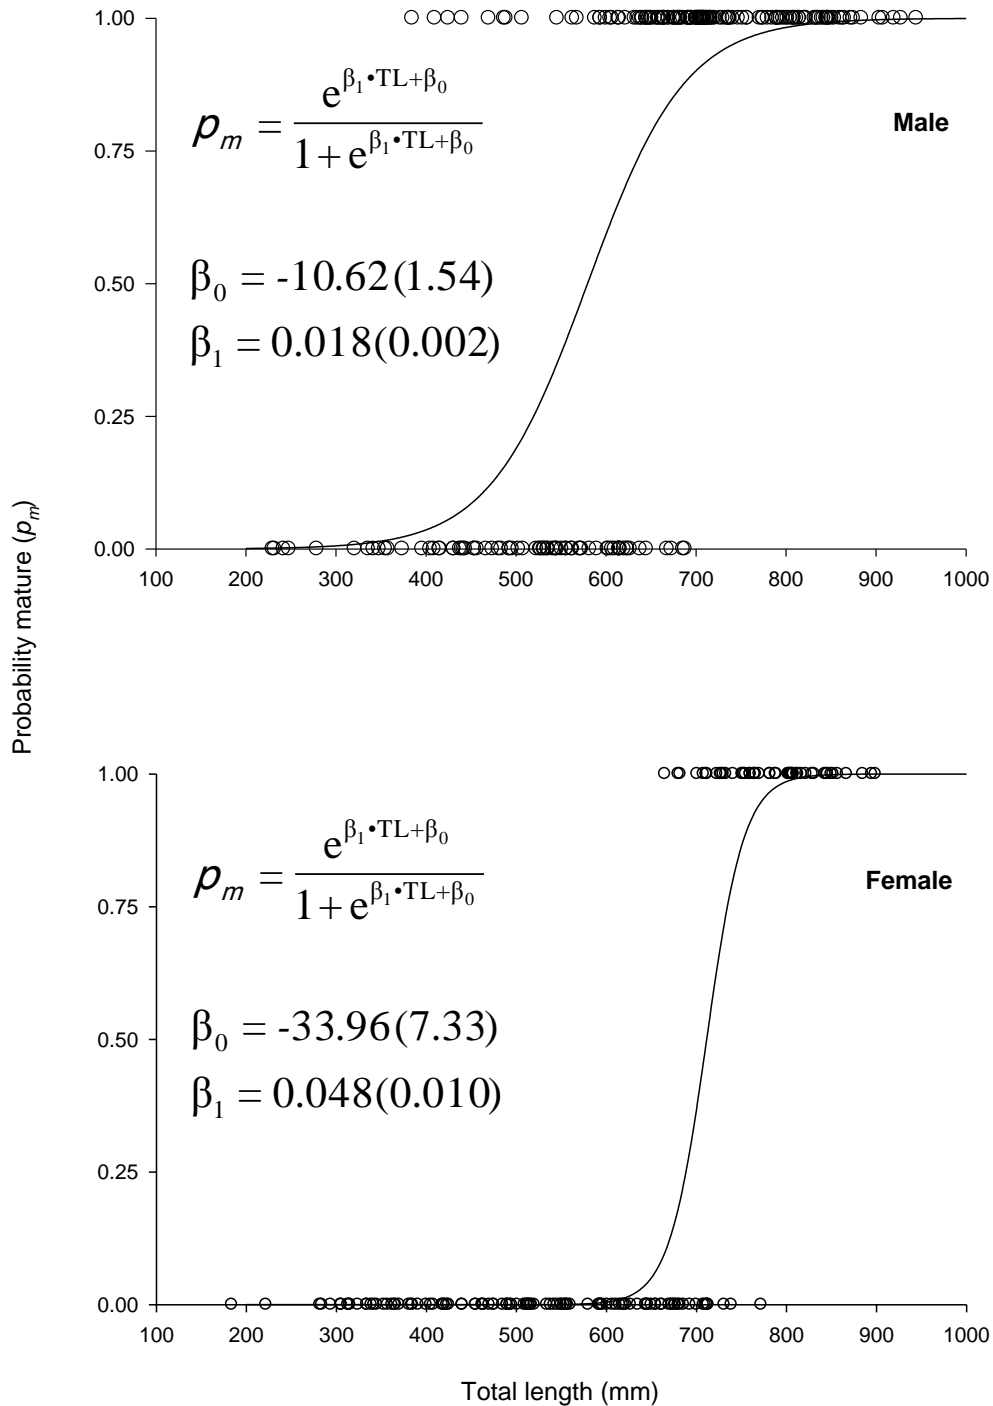 1.00
0.75
0.50
0.25
0.00
p_m = e^{β₁•TL+β₀} / (1 + e^{β₁•TL+β₀})
Male
β₀ = -10.62(1.54)
β₁ = 0.018(0.002)
100 200 300 400 500 600 700 800 900 1000
Probability mature (p_m)
1.00
0.75
0.50
0.25
0.00
p_m = e^{β₁•TL+β₀} / (1 + e^{β₁•TL+β₀})
Female
β₀ = -33.96(7.33)
β₁ = 0.048(0.010)
100 200 300 400 500 600 700 800 900 1000
Total length (mm)